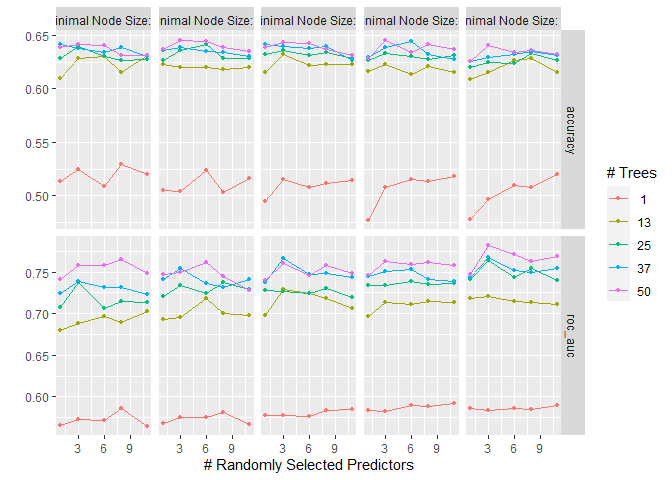 inimal Node Size: inimal Node Size: inimal Node Size: inimal Node Size: inimal Node Size:
0.65
0.60
0.55
0.50
accuracy
0.75
0.70
0.65
0.60
roc_auc
3 6 9 3 6 9 3 6 9 3 6 9 3 6 9
# Randomly Selected Predictors
# Trees
1
13
25
37
50